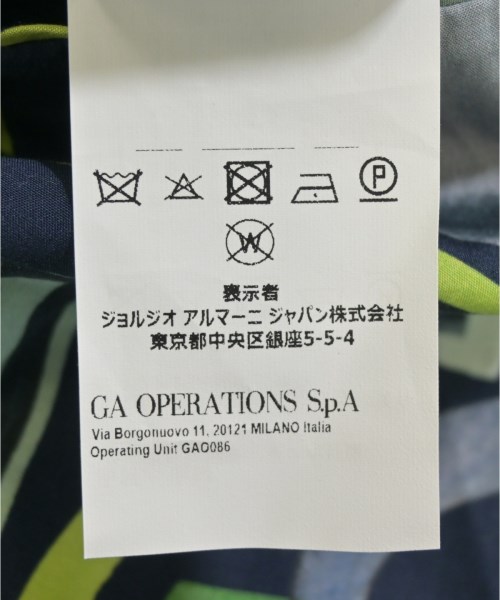 P
W
表示者
ジョルジオ アルマーニ ジャパン株式会社
東京都中央区銀座5-5-4
GA OPERATIONS S.p.A
Via Borgonuovo 11, 20121 MILANO Italia
Operating Unit GAO086